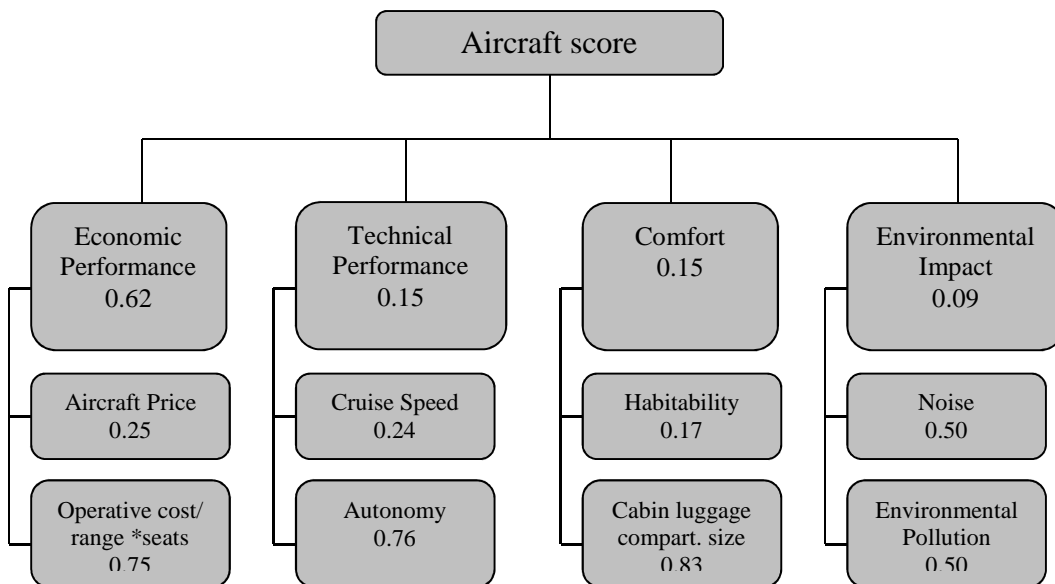 Aircraft score
Economic
Performance
0.62
Technical
Performance
0.15
Comfort
0.15
Environmental
Impact
0.09
Aircraft Price
0.25
Cruise Speed
0.24
Habitability
0.17
Noise
0.50
Operative cost/
range *seats
0.75
Autonomy
0.76
Cabin luggage
compart. size
0.83
Environmental
Pollution
0.50